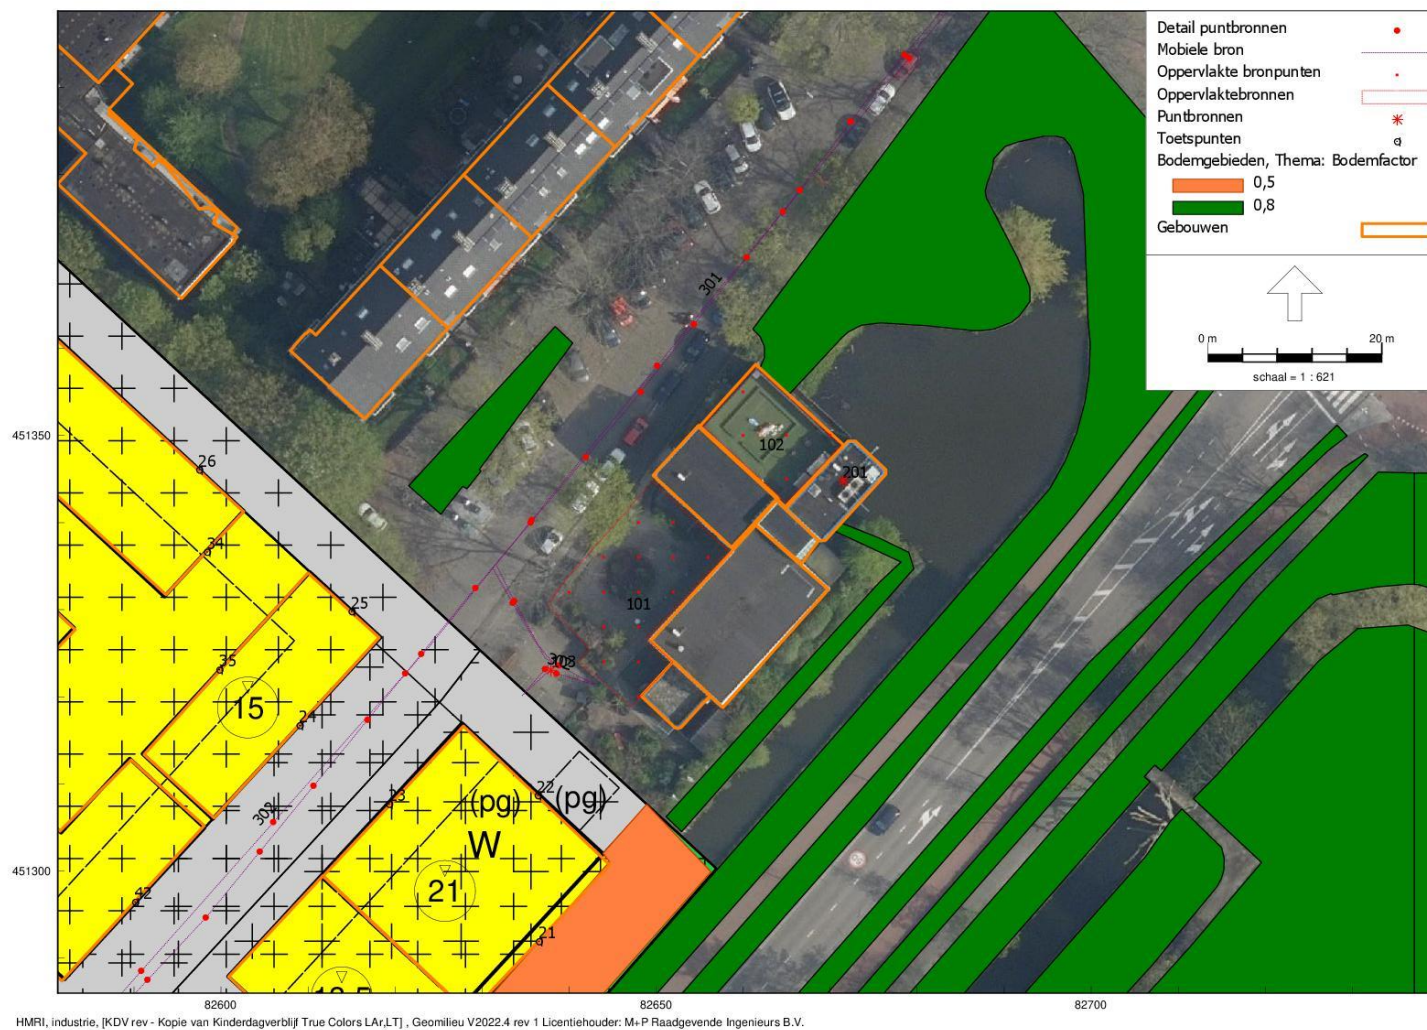 Detail puntbronnen
Mobiele bron
Oppervlakte bronpunten
Oppervlaktebronnen
Puntbronnen
Toetspunten
Bodemgebieden, Thema: Bodemfactor
0,5
0,8
Gebouwen
0 m 20 m
schaal = 1 : 621
301
102
201
451350
26
34
101
25
35
15
24
22
(pg) (pg)
23
302
W
451300
21
42
21
82600 82650 82700
HMRI, industrie, [KDV rev - Kopie van Kinderdagverblijf True Colors LAr,LT] , Geomilieu V2022.4 rev 1 Licentiehouder: M+P Raadgevende Ingenieurs B.V.